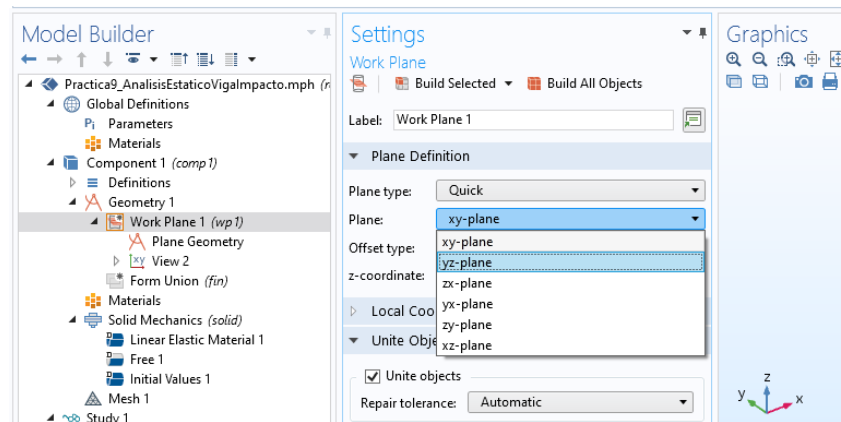 Model Builder
Practica9_AnalisisEstaticoVigaImpacto.mph
Global Definitions
Pi Parameters
Materials
Component 1 (comp1)
Definitions
Geometry 1
Work Plane 1 (wp1)
Plane Geometry
xy View 2
Form Union (fin)
Materials
Solid Mechanics (solid)
Linear Elastic Material 1
Free 1
Initial Values 1
Mesh 1
Study 1
Settings
Work Plane
Build Selected
Build All Objects
Label: Work Plane 1
Plane Definition
Plane type: Quick
Plane: xy-plane
Offset type:
z-coordinate:
xy-plane
yz-plane
zx-plane
yx-plane
zy-plane
xz-plane
Local Coo
Unite Obje
Unite objects
Repair tolerance: Automatic
Graphics
z
y
x